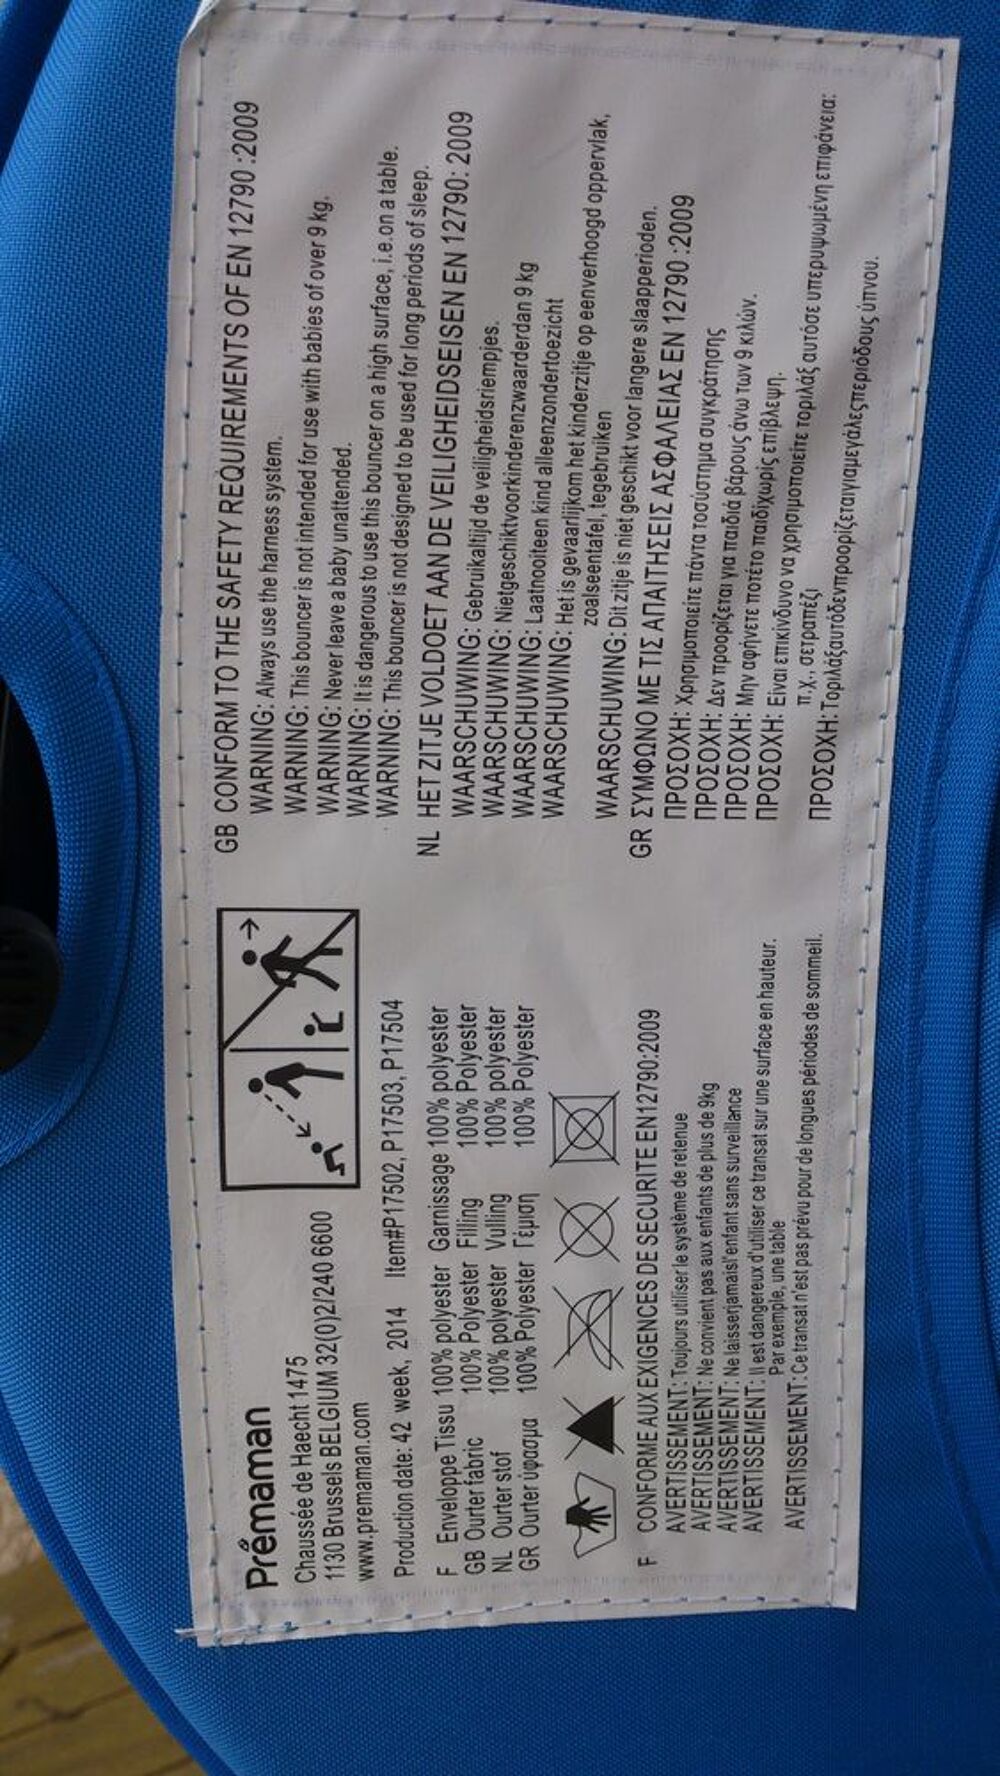 Prémaman
Chaussée de Haecht 1475
1130 Brussels BELGIUM 32(0)2/240 6600
www.premaman.com
Production date: 42 week, 2014 Item#P17502, P17503, P17504
F Enveloppe Tissu 100% polyester Garnissage 100% polyester
GB Ourter fabric 100% Polyester Filling 100% Polyester
NL Ourter stof 100% polyester Vulling 100% polyester
GR Ourter ύφασμα 100% Polyester Γέμιση 100% Polyester
F CONFORME AUX EXIGENCES DE SECURITE EN12790:2009
AVERTISSEMENT: Toujours utiliser le système de retenue
AVERTISSEMENT: Ne convient pas aux enfants de plus de 9kg
AVERTISSEMENT: Ne laisserjamaisl'enfant sans surveillance
AVERTISSEMENT: Il est dangereux d'utiliser ce transat sur une surface en hauteur.
Par exemple, une table
AVERTISSEMENT: Ce transat n'est pas prévu pour de longues périodes de sommeil.
GB CONFORM TO THE SAFETY REQUIREMENTS OF EN 12790 :2009
WARNING: Always use the harness system.
WARNING: This bouncer is not intended for use with babies of over 9 kg.
WARNING: Never leave a baby unattended.
WARNING: It is dangerous to use this bouncer on a high surface, i.e. on a table.
WARNING: This bouncer is not designed to be used for long periods of sleep.
NL HET ZITJE VOLDOET AAN DE VEILIGHEIDSEISEN EN 12790: 2009
WAARSCHUWING: Gebruikaltijd de veiligheidsriempjes.
WAARSCHUWING: Nietgeschiktvoorkinderenzwaarderdan 9 kg
WAARSCHUWING: Laatnooiteen kind alleenzondertoezicht
WAARSCHUWING: Het is gevaarlijkom het kinderzitje op eenverhoogd oppervlak,
zoalseentafel, tegebruiken
WAARSCHUWING: Dit zitje is niet geschikt voor langere slaapperioden.
GR ΣΥΜΦΩΝΟ ΜΕ ΤΙΣ ΑΠΑΙΤΗΣΕΙΣ ΑΣΦΑΛΕΙΑΣ EN 12790 :2009
ΠΡΟΣΟΧΗ: Χρησιμοποιείτε πάντα τοσύστημα συγκράτησης
ΠΡΟΣΟΧΗ: Δεν προορίζεται για παιδιά βάρους άνω των 9 κιλών.
ΠΡΟΣΟΧΗ: Μην αφήνετε ποτέτο παιδίχωρίς επίβλεψη.
ΠΡΟΣΟΧΗ: Είναι επικίνδυνο να χρησιμοποιείτε τοριλάξ αυτόσε υπερυψωμένη επιφάνεια:
π.χ., σετραπέζι
ΠΡΟΣΟΧΗ: Τοριλάξαυτόδενπροορίζεταιγιαμεγάλεςπεριόδους ύπνου.